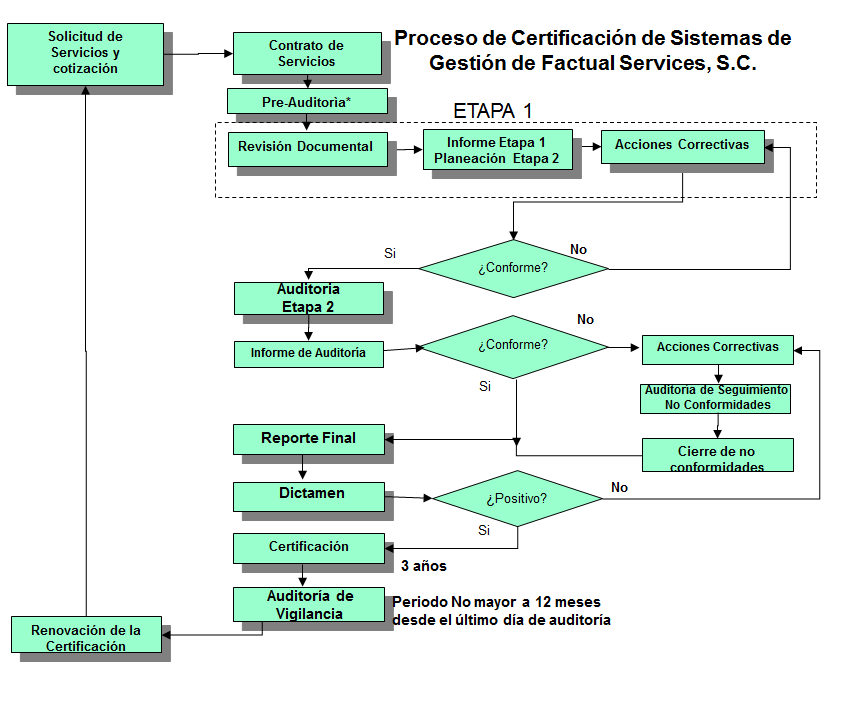 Proceso de Certificación de Sistemas de
Gestión de Factual Services, S.C.
Solicitud de
Servicios y
cotización
Contrato de
Servicios
Pre-Auditoria*
ETAPA 1
Revisión Documental
Informe Etapa 1
Planeación Etapa 2
Acciones Correctivas
¿Conforme?
Si
No
Auditoria
Etapa 2
Informe de Auditoría
¿Conforme?
No
Si
Acciones Correctivas
Auditoría de Seguimiento
No Conformidades
Cierre de no
conformidades
Reporte Final
Dictamen
¿Positivo?
No
Si
Certificación
3 años
Auditoría de
Vigilancia
Periodo No mayor a 12 meses
desde el último día de auditoría
Renovación de la
Certificación